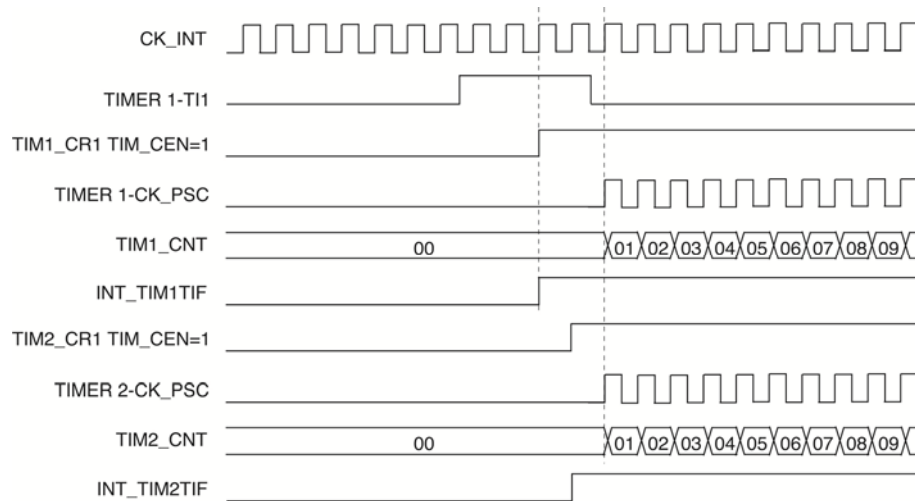 CK_INT
TIMER 1-TI1
TIM1_CR1 TIM_CEN=1
TIMER 1-CK_PSC
TIM1_CNT 00 01 02 03 04 05 06 07 08 09
INT_TIM1TIF
TIM2_CR1 TIM_CEN=1
TIMER 2-CK_PSC
TIM2_CNT 00 01 02 03 04 05 06 07 08 09
INT_TIM2TIF